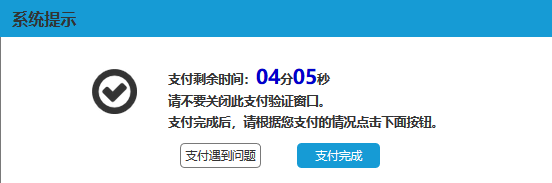 系统提示
支付剩余时间：04分05秒
请不要关闭此支付验证窗口。
支付完成后，请根据您支付的情况点击下面按钮。
支付遇到问题 支付完成